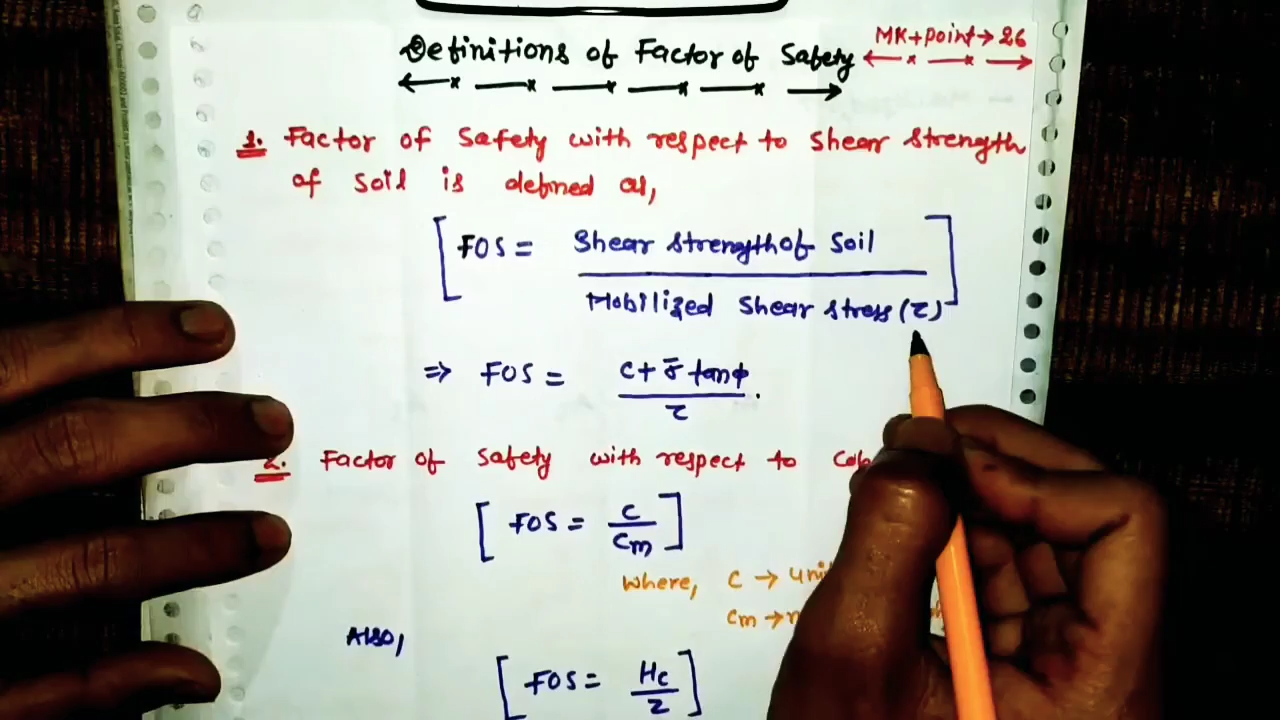 Definitions of Factor of Safety
MK+point→26
1. Factor of Safety with respect to Shear Strength
of Soil is defined as,
[FOS = Shear Strength of Soil
Mobilized Shear Stress (τ)]
⇒ FOS = C + σ̄ tanφ
τ
2. Factor of Safety with respect to
[FOS = C
Cm]
where, C →
Cm →
Also,
[FOS = Hc
z]